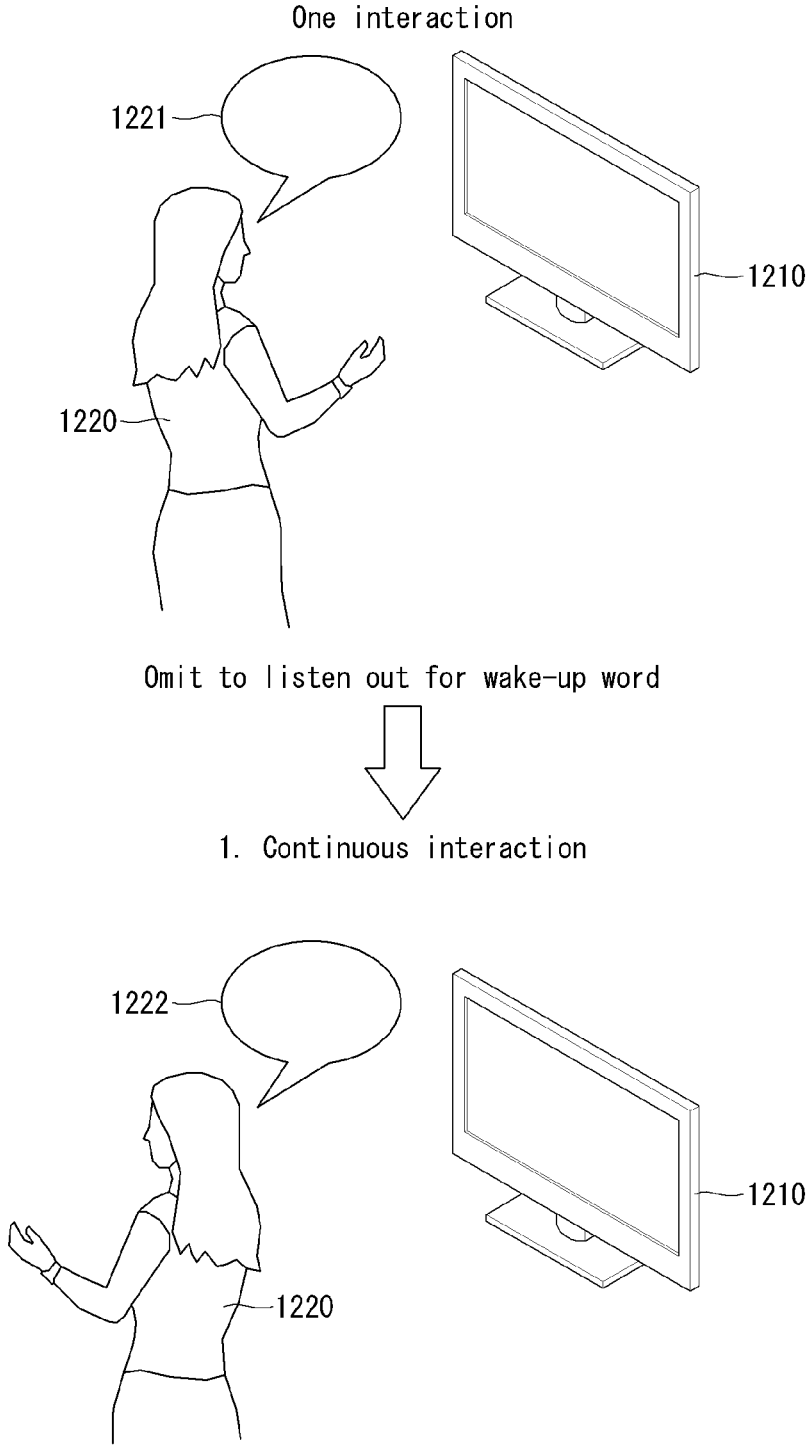 One interaction
1221
1210
1220
Omit to listen out for wake-up word
1. Continuous interaction
1222
1210
1220